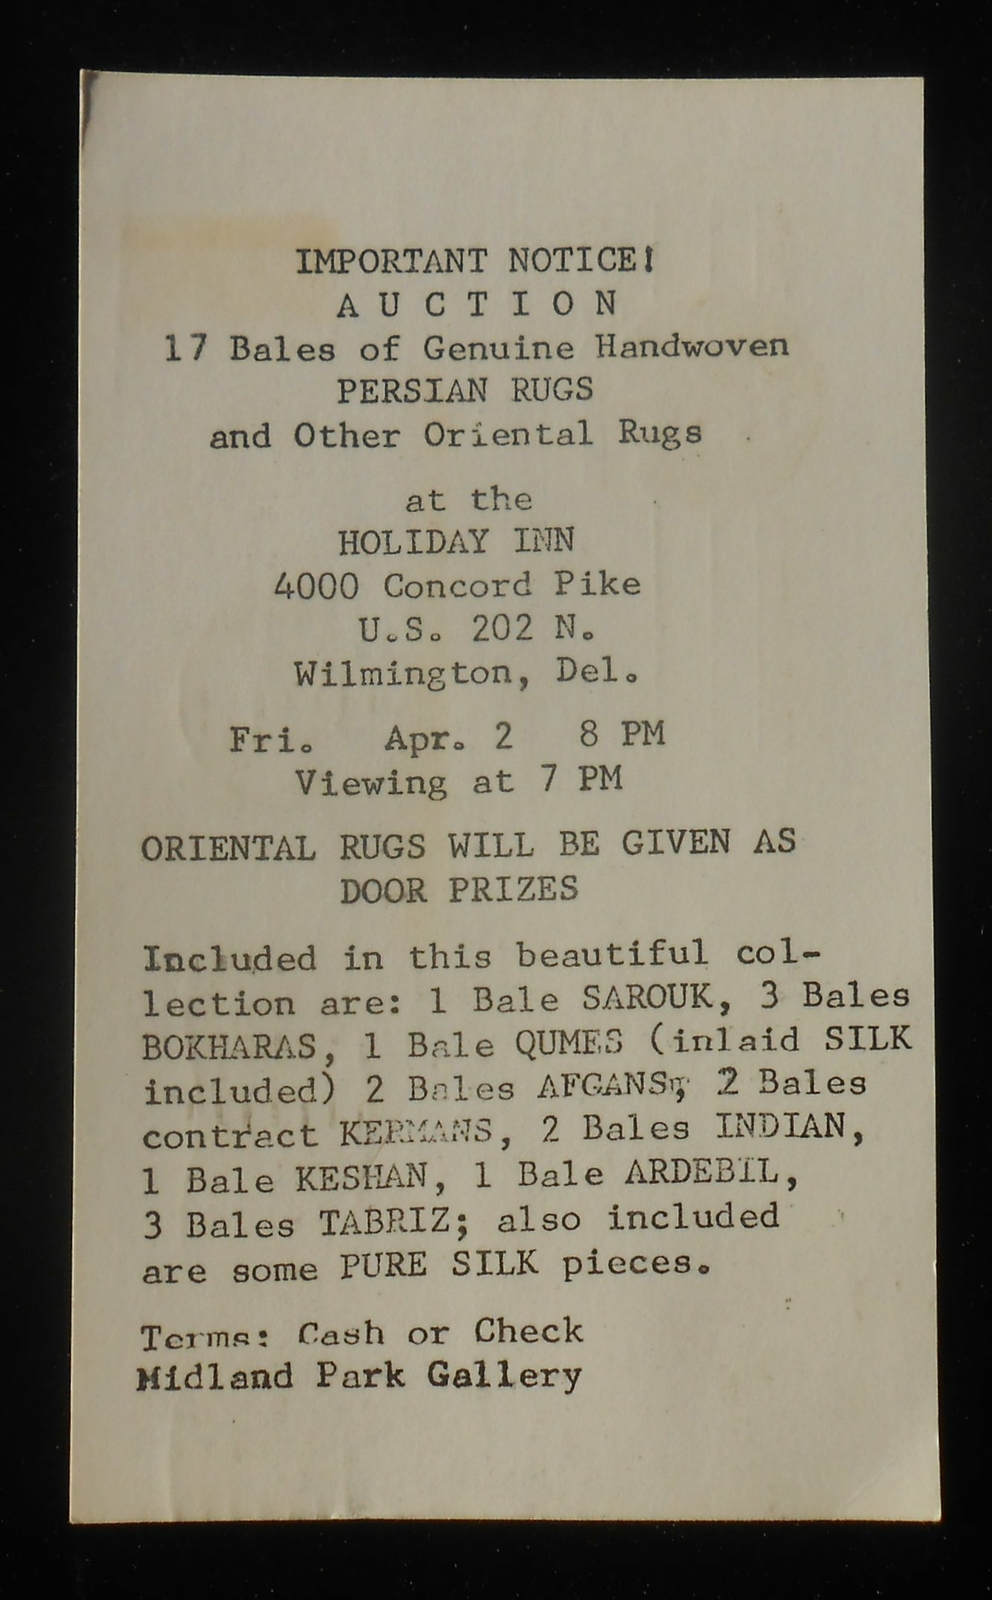 IMPORTANT NOTICE!
A U C T I O N
17 Bales of Genuine Handwoven
PERSIAN RUGS
and Other Oriental Rugs
at the
HOLIDAY INN
4000 Concord Pike
U.S. 202 N.
Wilmington, Del.
Fri. Apr. 2 8 PM
Viewing at 7 PM
ORIENTAL RUGS WILL BE GIVEN AS
DOOR PRIZES
Included in this beautiful col-
lection are: 1 Bale SAROUK, 3 Bales
BOKHARAS, 1 Bale QUMES (inlaid SILK
included) 2 Bales AFGANS, 2 Bales
contract KERMANS, 2 Bales INDIAN,
1 Bale KESHAN, 1 Bale ARDEBIL,
3 Bales TABRIZ; also included
are some PURE SILK pieces.
Terms: Cash or Check
Midland Park Gallery